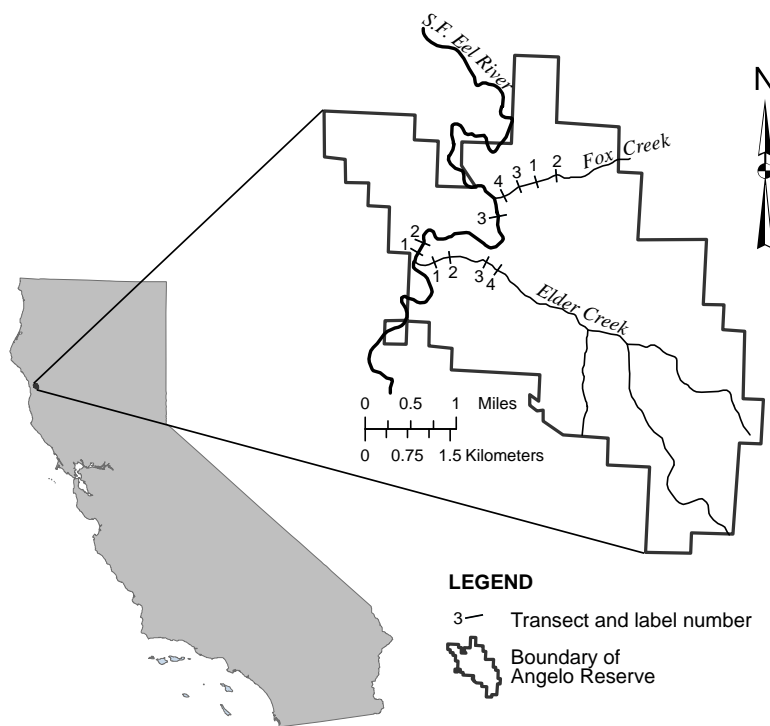 S.F. Eel River
N
Fox Creek
4 3 1 2
3
2
1
1 2 3 4
Elder Creek
0 0.5 1 Miles
0 0.75 1.5 Kilometers
LEGEND
3 Transect and label number
Boundary of
Angelo Reserve